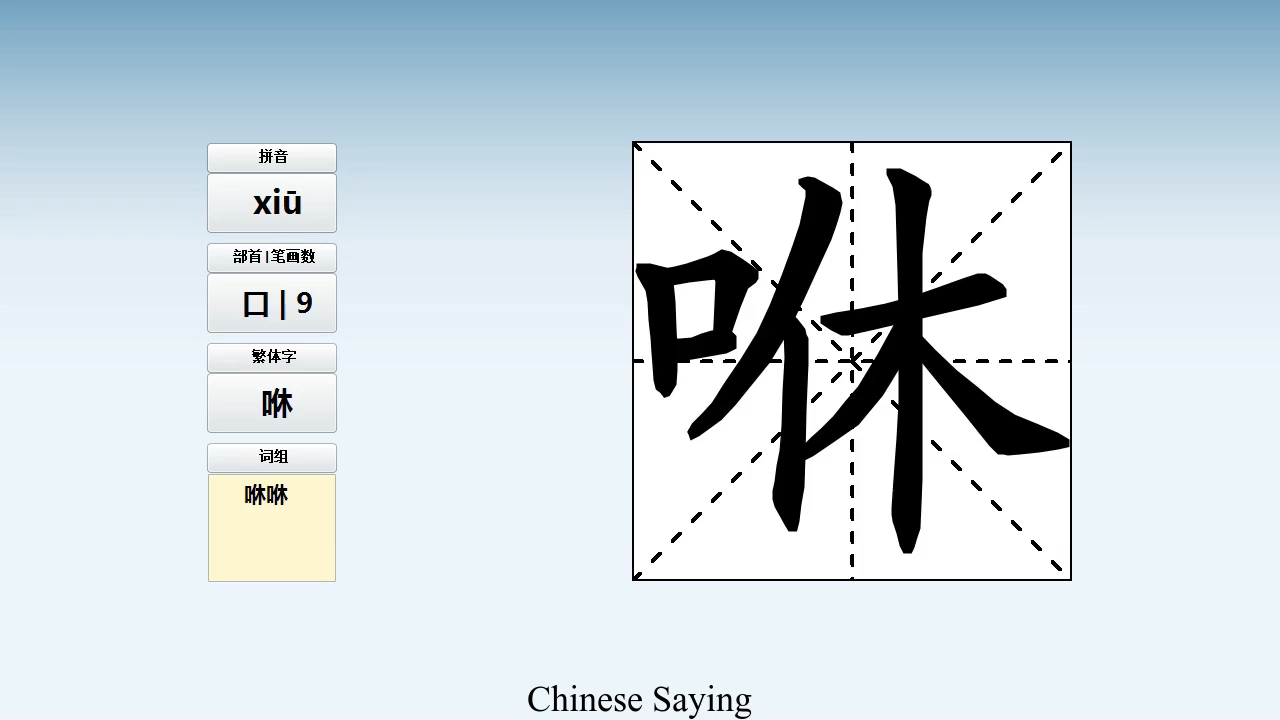 拼音
xiū
部首|笔画数
口 | 9
繁体字
咻
词组
咻咻
咻
Chinese Saying